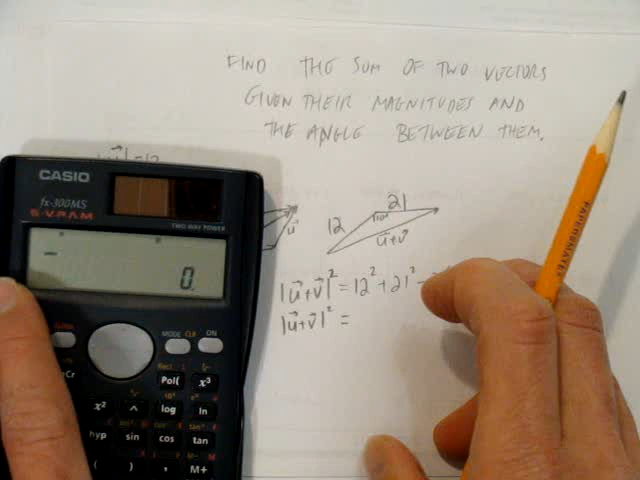 FIND THE SUM OF TWO VECTORS
GIVEN THEIR MAGNITUDES AND
THE ANGLE BETWEEN THEM.
CASIO
fx-300MS
S-V.P.A.M.
TWO WAY POWER
0.
21
12
u⃗
u⃗+v⃗
|u⃗+v⃗|² = 12² + 21² -
|u⃗+v⃗|² =
MODE CLR ON
Pol( x³
x² ^ log ln
hyp sin cos tan
( ) , M+
PAPERMATE